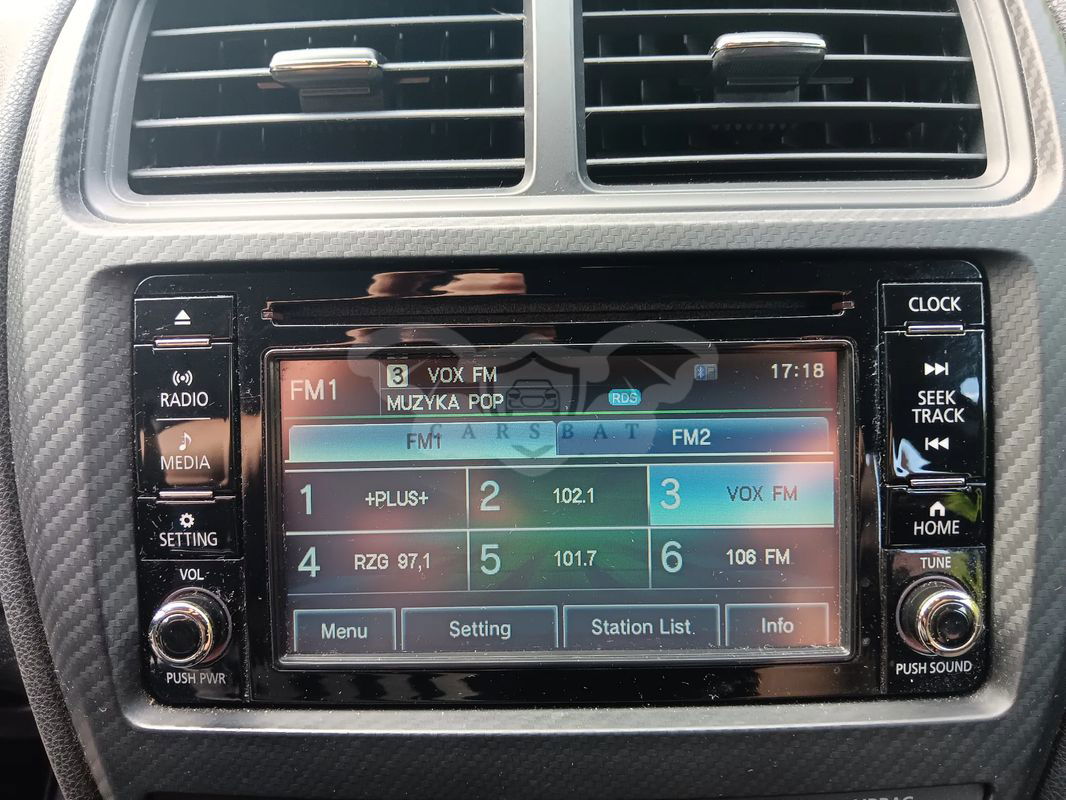 CLOCK
RADIO
MEDIA
SETTING
VOL
PUSH PWR
FM1
3 VOX FM
MUZYKA POP
RDS
17:18
CARSBAT
FM1 FM2
1 +PLUS+
2 102.1
3 VOX FM
4 RZG 97,1
5 101.7
6 106 FM
Menu Setting Station List Info
SEEK
TRACK
HOME
TUNE
PUSH SOUND